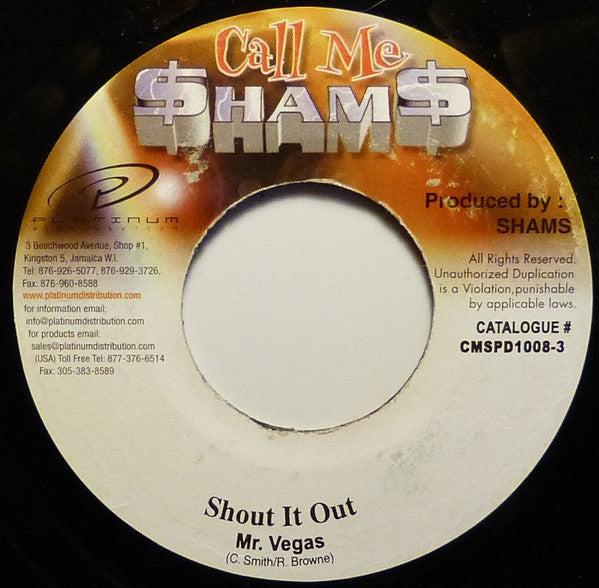 Call Me
$HAM$
PLATINUM
DISTRIBUTION
3 Beechwood Avenue, Shop #1,
Kingston 5, Jamaica W.I.
Tel: 876-926-5077, 876-929-3726,
Fax: 876-960-8588
www.platinumdistribution.com
for information email:
info@platinumdistribution.com
for products email:
sales@platinumdistribution.com
(USA) Toll Free Tel: 877-376-6514
Fax: 305-383-8589
Produced by :
SHAMS
All Rights Reserved.
Unauthorized Duplication
is a Violation,punishable
by applicable laws.
CATALOGUE #
CMSPD1008-3
Shout It Out
Mr. Vegas
(C. Smith/R. Browne)